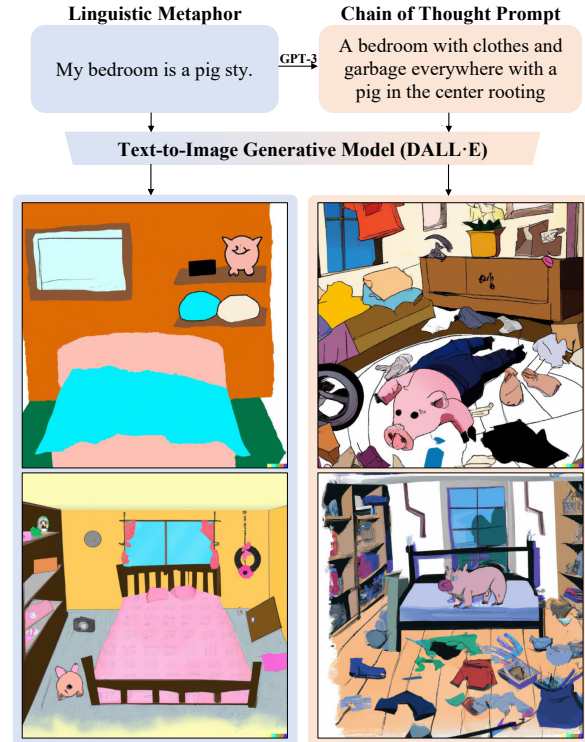 Linguistic Metaphor
Chain of Thought Prompt
My bedroom is a pig sty.
GPT-3
A bedroom with clothes and
garbage everywhere with a
pig in the center rooting
Text-to-Image Generative Model (DALL·E)